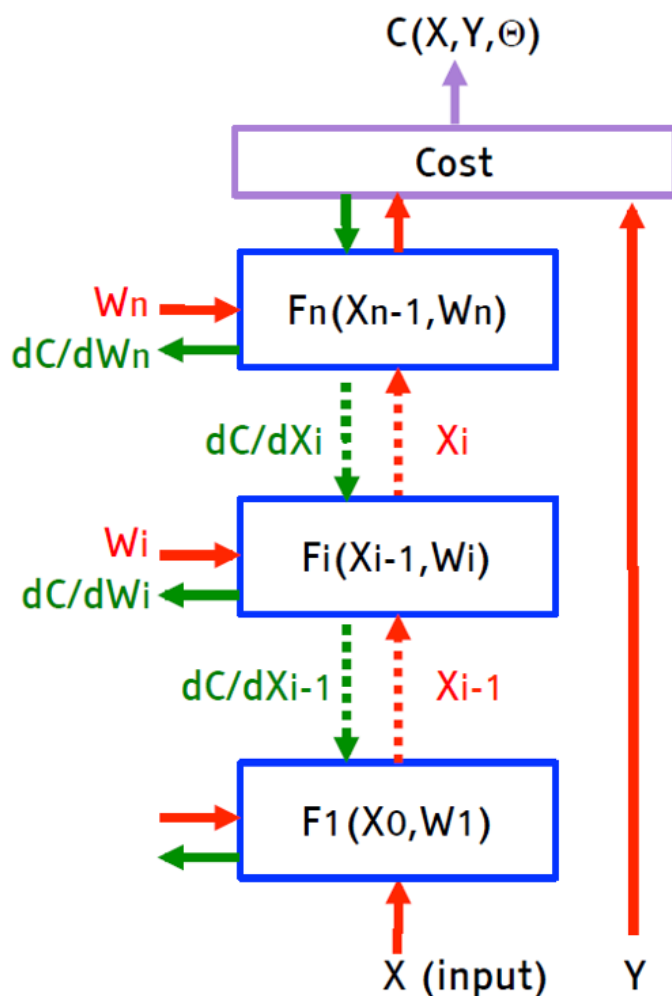 C(X,Y,Θ)
Cost
Wn
Fn(Xn-1,Wn)
dC/dWn
dC/dXi
Xi
Wi
Fi(Xi-1,Wi)
dC/dWi
dC/dXi-1
Xi-1
F1(X0,W1)
X (input)
Y